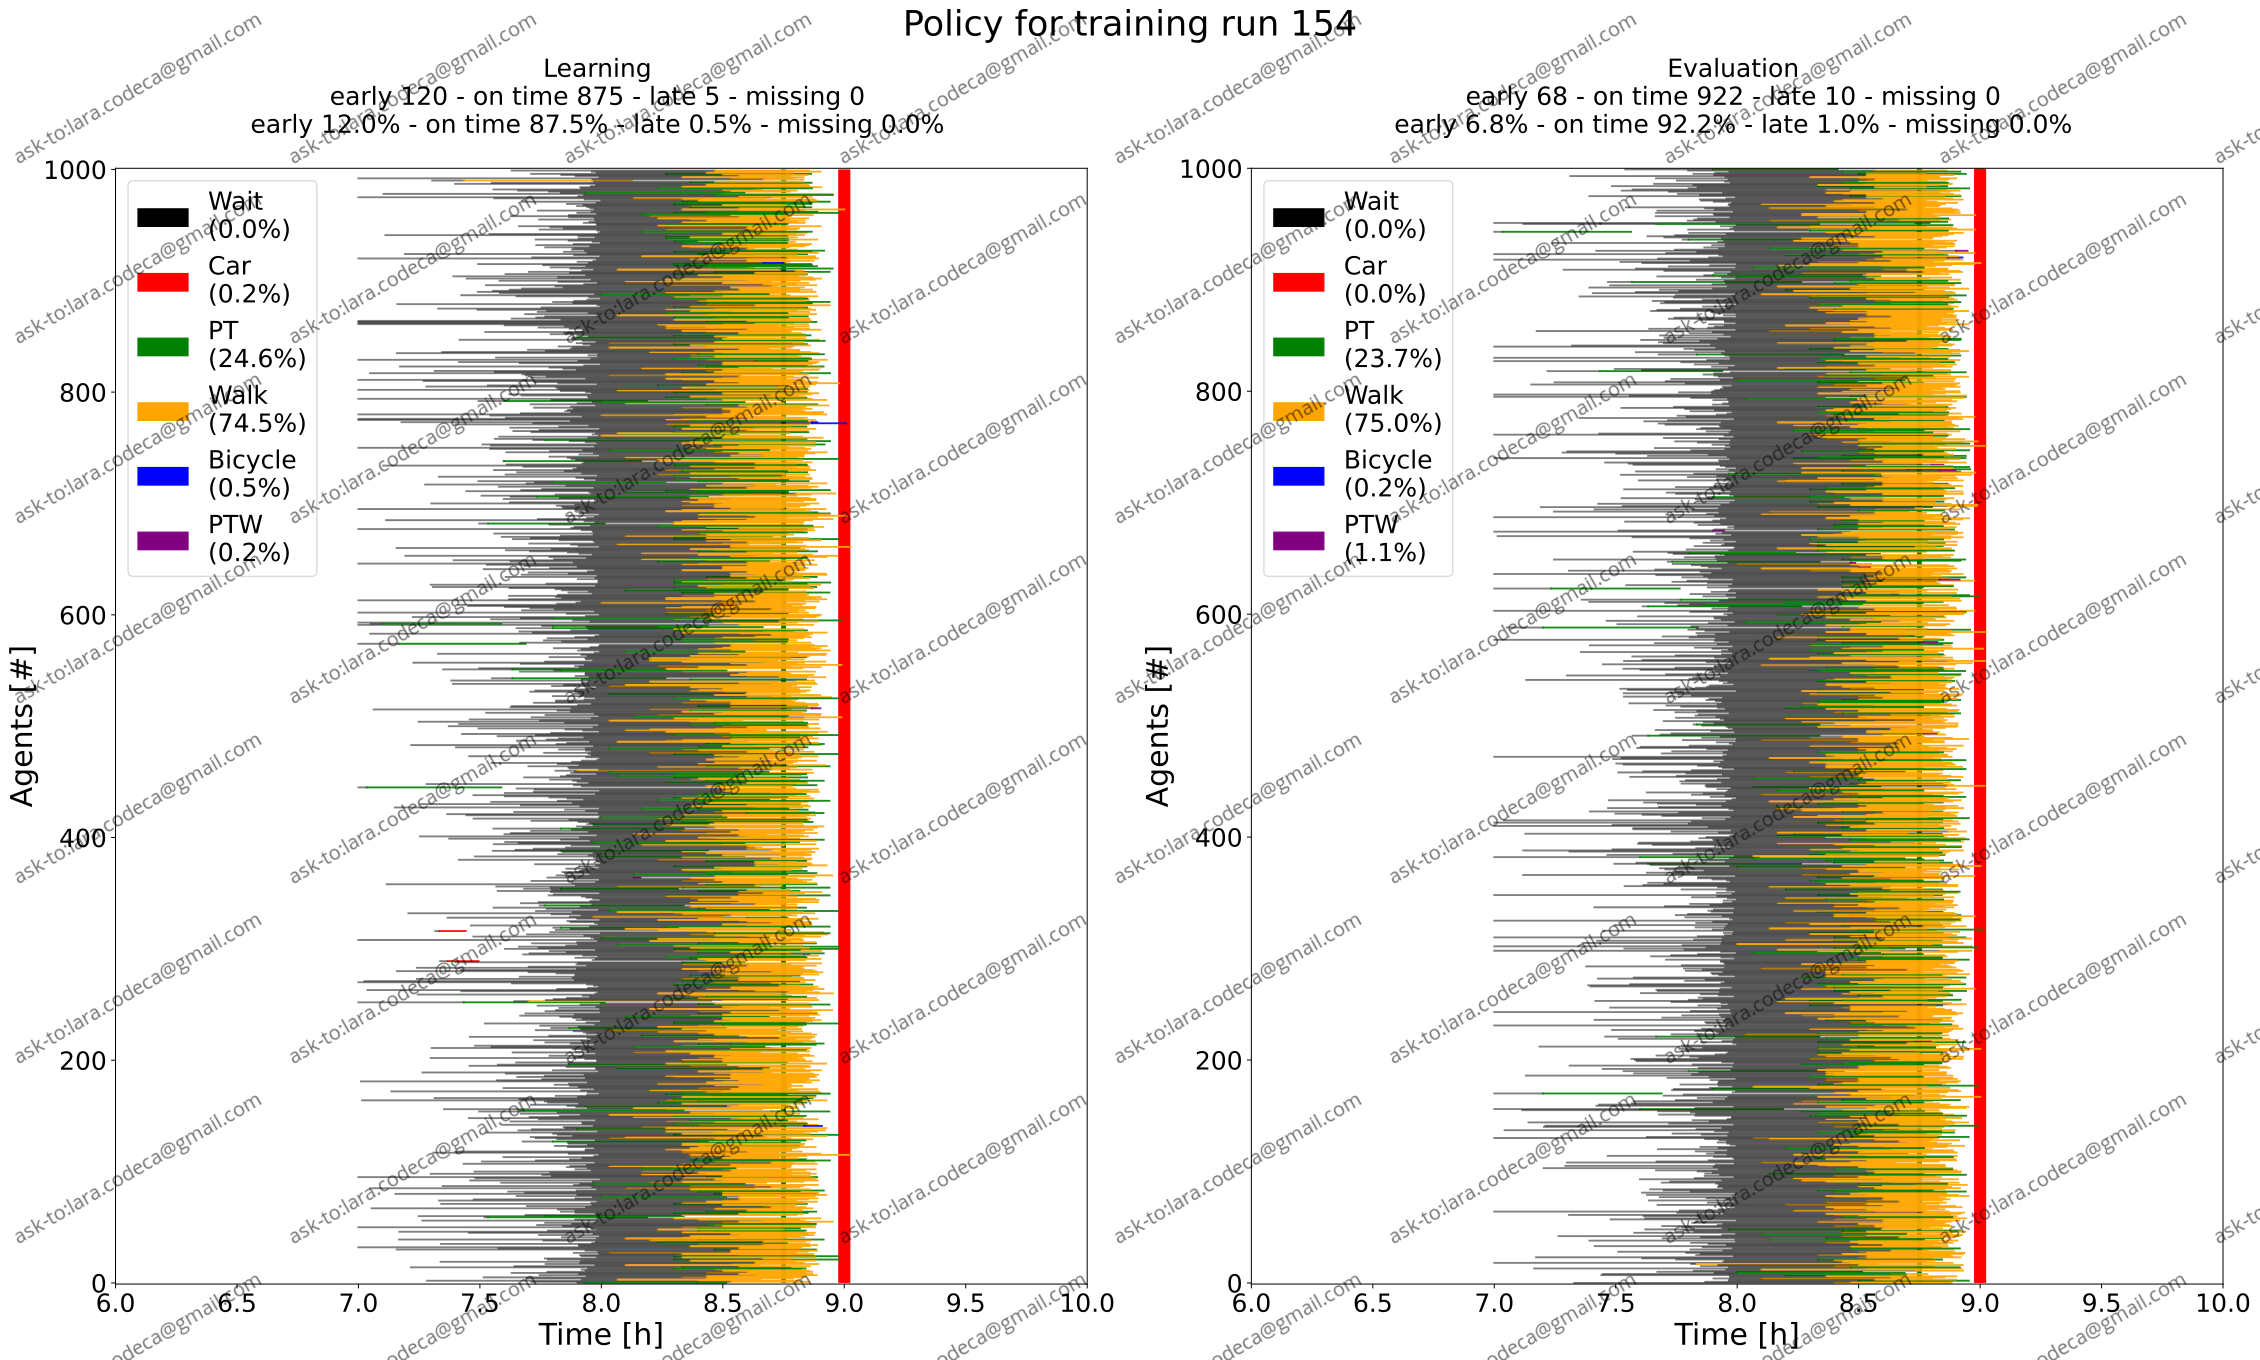 Policy for training run 154
Learning
early 120 - on time 875 - late 5 - missing 0
early 12.0% - on time 87.5% - late 0.5% - missing 0.0%
Wait
(0.0%)
Car
(0.2%)
PT
(24.6%)
Walk
(74.5%)
Bicycle
(0.5%)
PTW
(0.2%)
Agents [#]
1000
800
600
400
200
0
6.0 6.5 7.0 7.5 8.0 8.5 9.0 9.5 10.0
Time [h]
Evaluation
early 68 - on time 922 - late 10 - missing 0
early 6.8% - on time 92.2% - late 1.0% - missing 0.0%
Wait
(0.0%)
Car
(0.0%)
PT
(23.7%)
Walk
(75.0%)
Bicycle
(0.2%)
PTW
(1.1%)
Agents [#]
1000
800
600
400
200
0
6.0 6.5 7.0 7.5 8.0 8.5 9.0 9.5 10.0
Time [h]
ask-to:lara.codeca@gmail.com